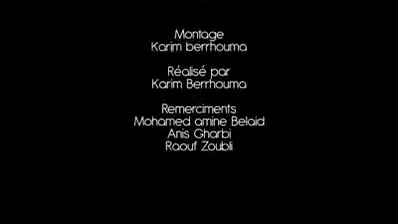 Montage
Karim berrhouma
Réalisé par
Karim Berrhouma
Remerciments
Mohamed amine Belaid
Anis Gharbi
Raouf Zoubli